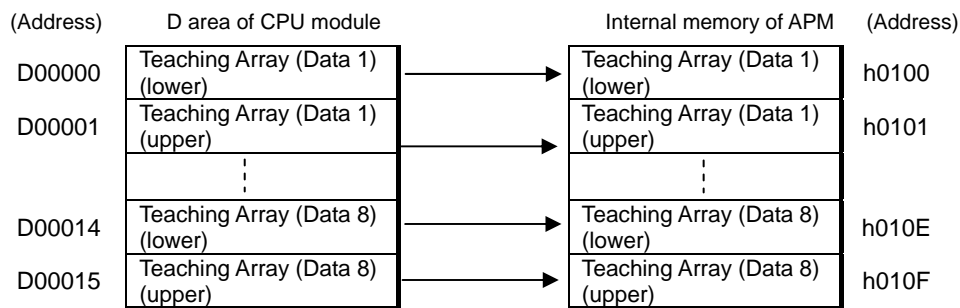 (Address) D area of CPU module Internal memory of APM (Address)
D00000 Teaching Array (Data 1) Teaching Array (Data 1) h0100
(lower) (lower)
D00001 Teaching Array (Data 1) Teaching Array (Data 1) h0101
(upper) (upper)
D00014 Teaching Array (Data 8) Teaching Array (Data 8) h010E
(lower) (lower)
D00015 Teaching Array (Data 8) Teaching Array (Data 8) h010F
(upper) (upper)